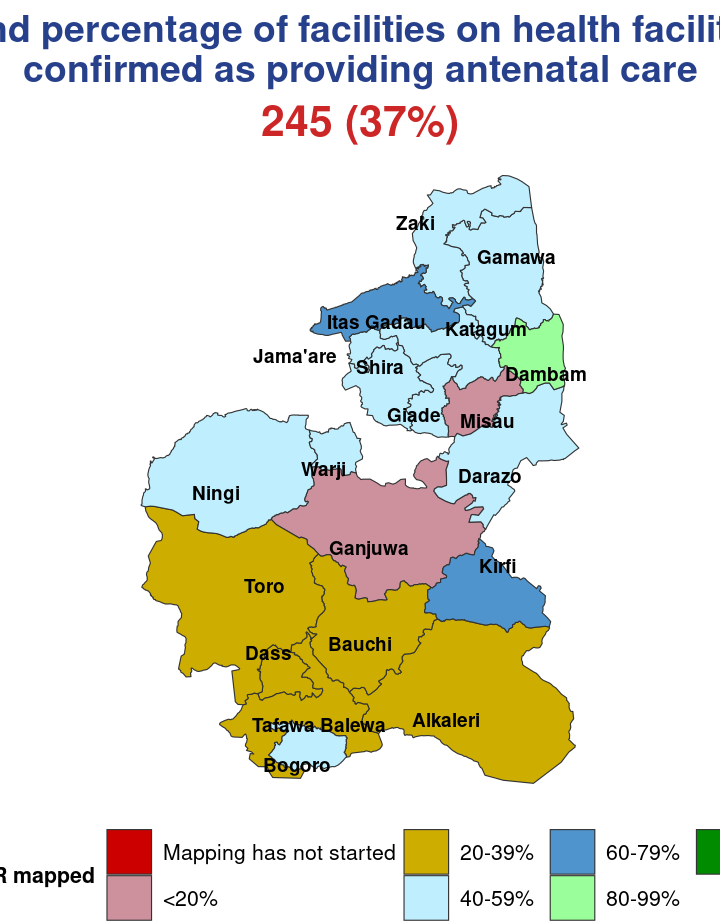 percentage of facilities on health
confirmed as providing antenatal care
245 (37%)
Zaki
Gamawa
Itas Gadau
Katagum
Jama'are
Shira
Dambam
Giade
Misau
Warji
Darazo
Ningi
Ganjuwa
Kirfi
Toro
Bauchi
Dass
Alkaleri
Tafawa Balewa
Bogoro
Mapping has not started
20-39%
60-79%
R mapped
<20%
40-59%
80-99%